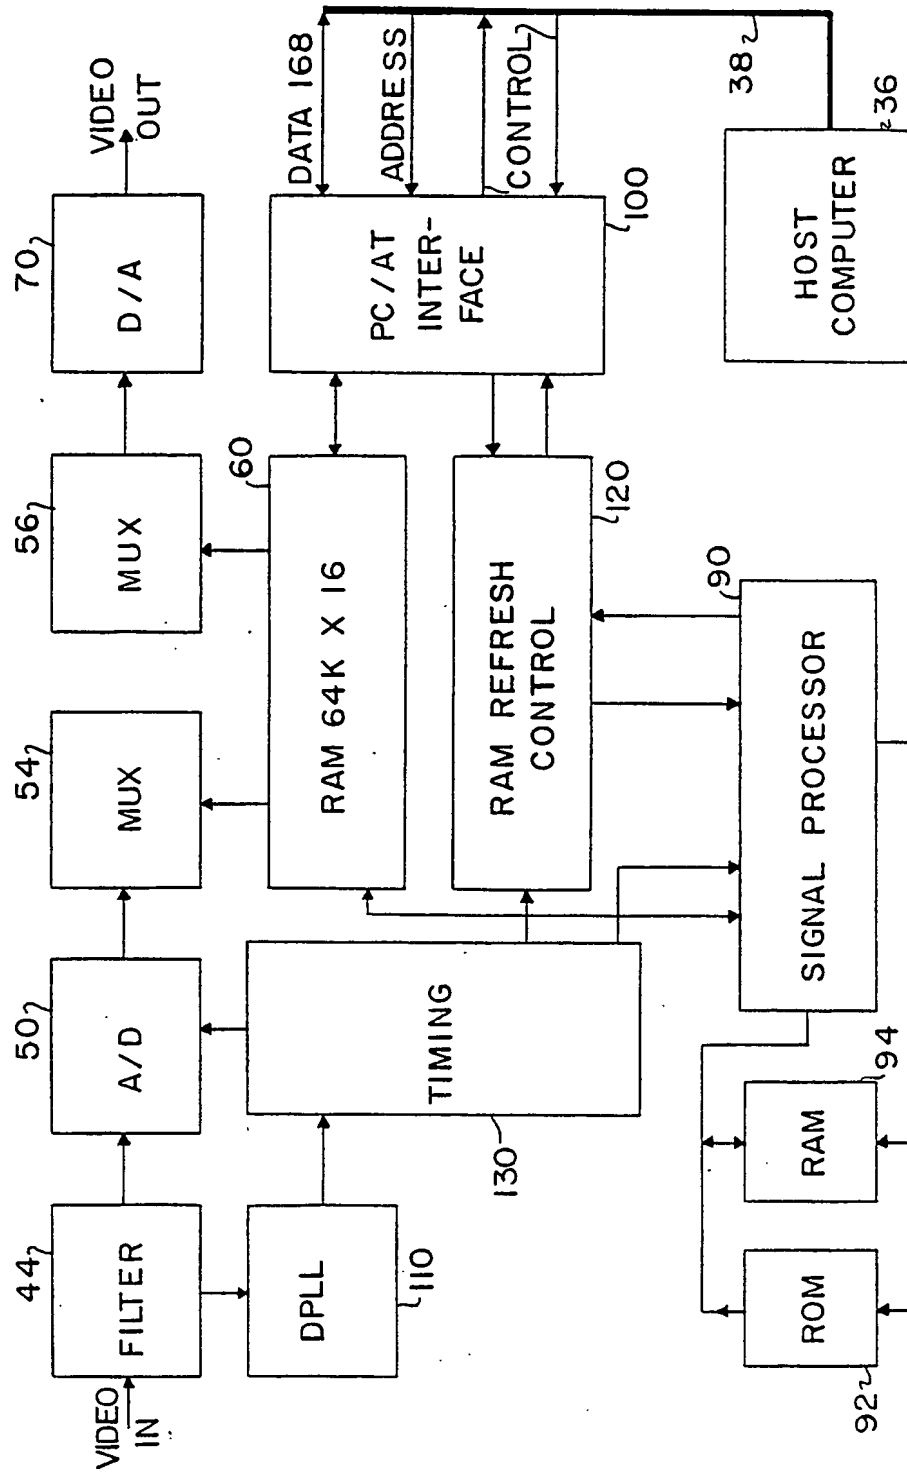 VIDEO
IN
44
FILTER
50
A/D
54
MUX
56
MUX
70
D/A
VIDEO
OUT
110
DPLL
130
TIMING
60
RAM 64K X 16
120
RAM REFRESH
CONTROL
PC/AT
INTER-
FACE
100
DATA 168
ADDRESS
CONTROL
38
HOST
COMPUTER
36
90
SIGNAL PROCESSOR
92
ROM
94
RAM